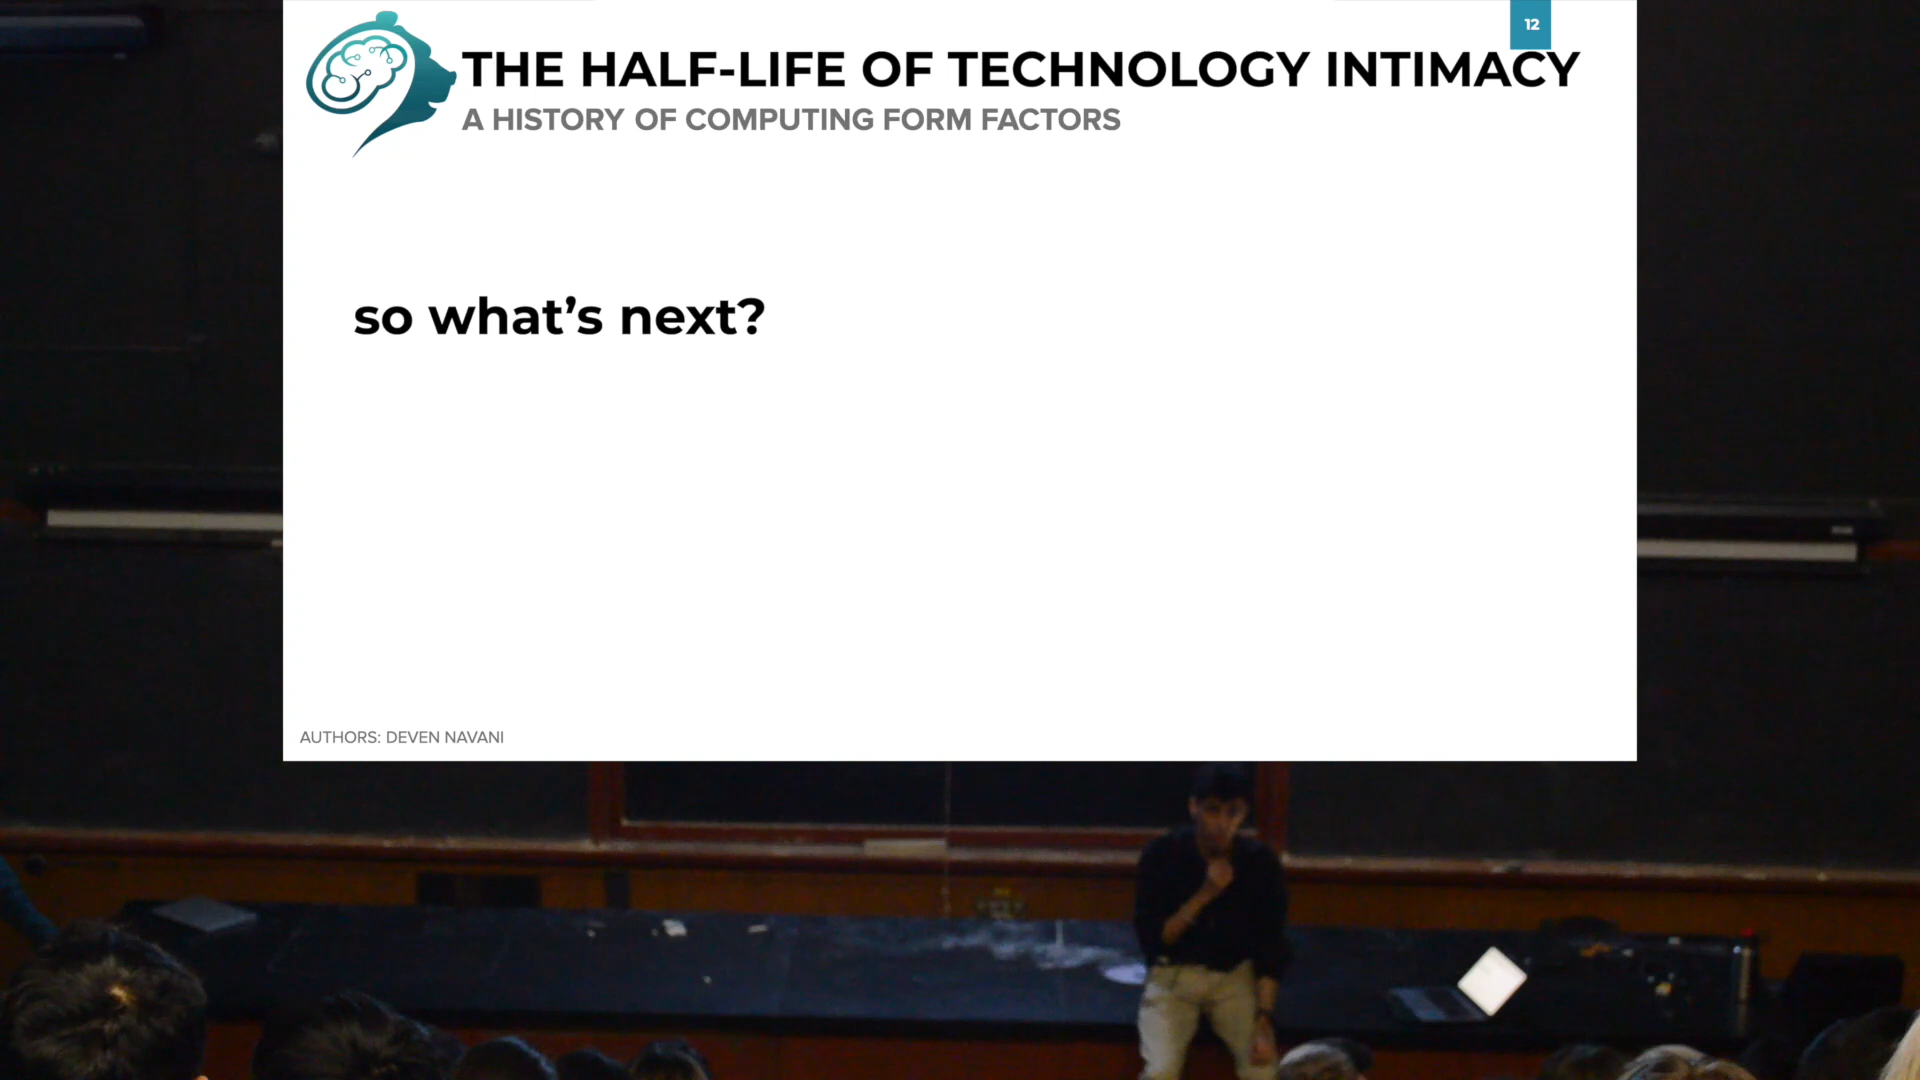 12
THE HALF-LIFE OF TECHNOLOGY INTIMACY
A HISTORY OF COMPUTING FORM FACTORS
so what's next?
AUTHORS: DEVEN NAVANI